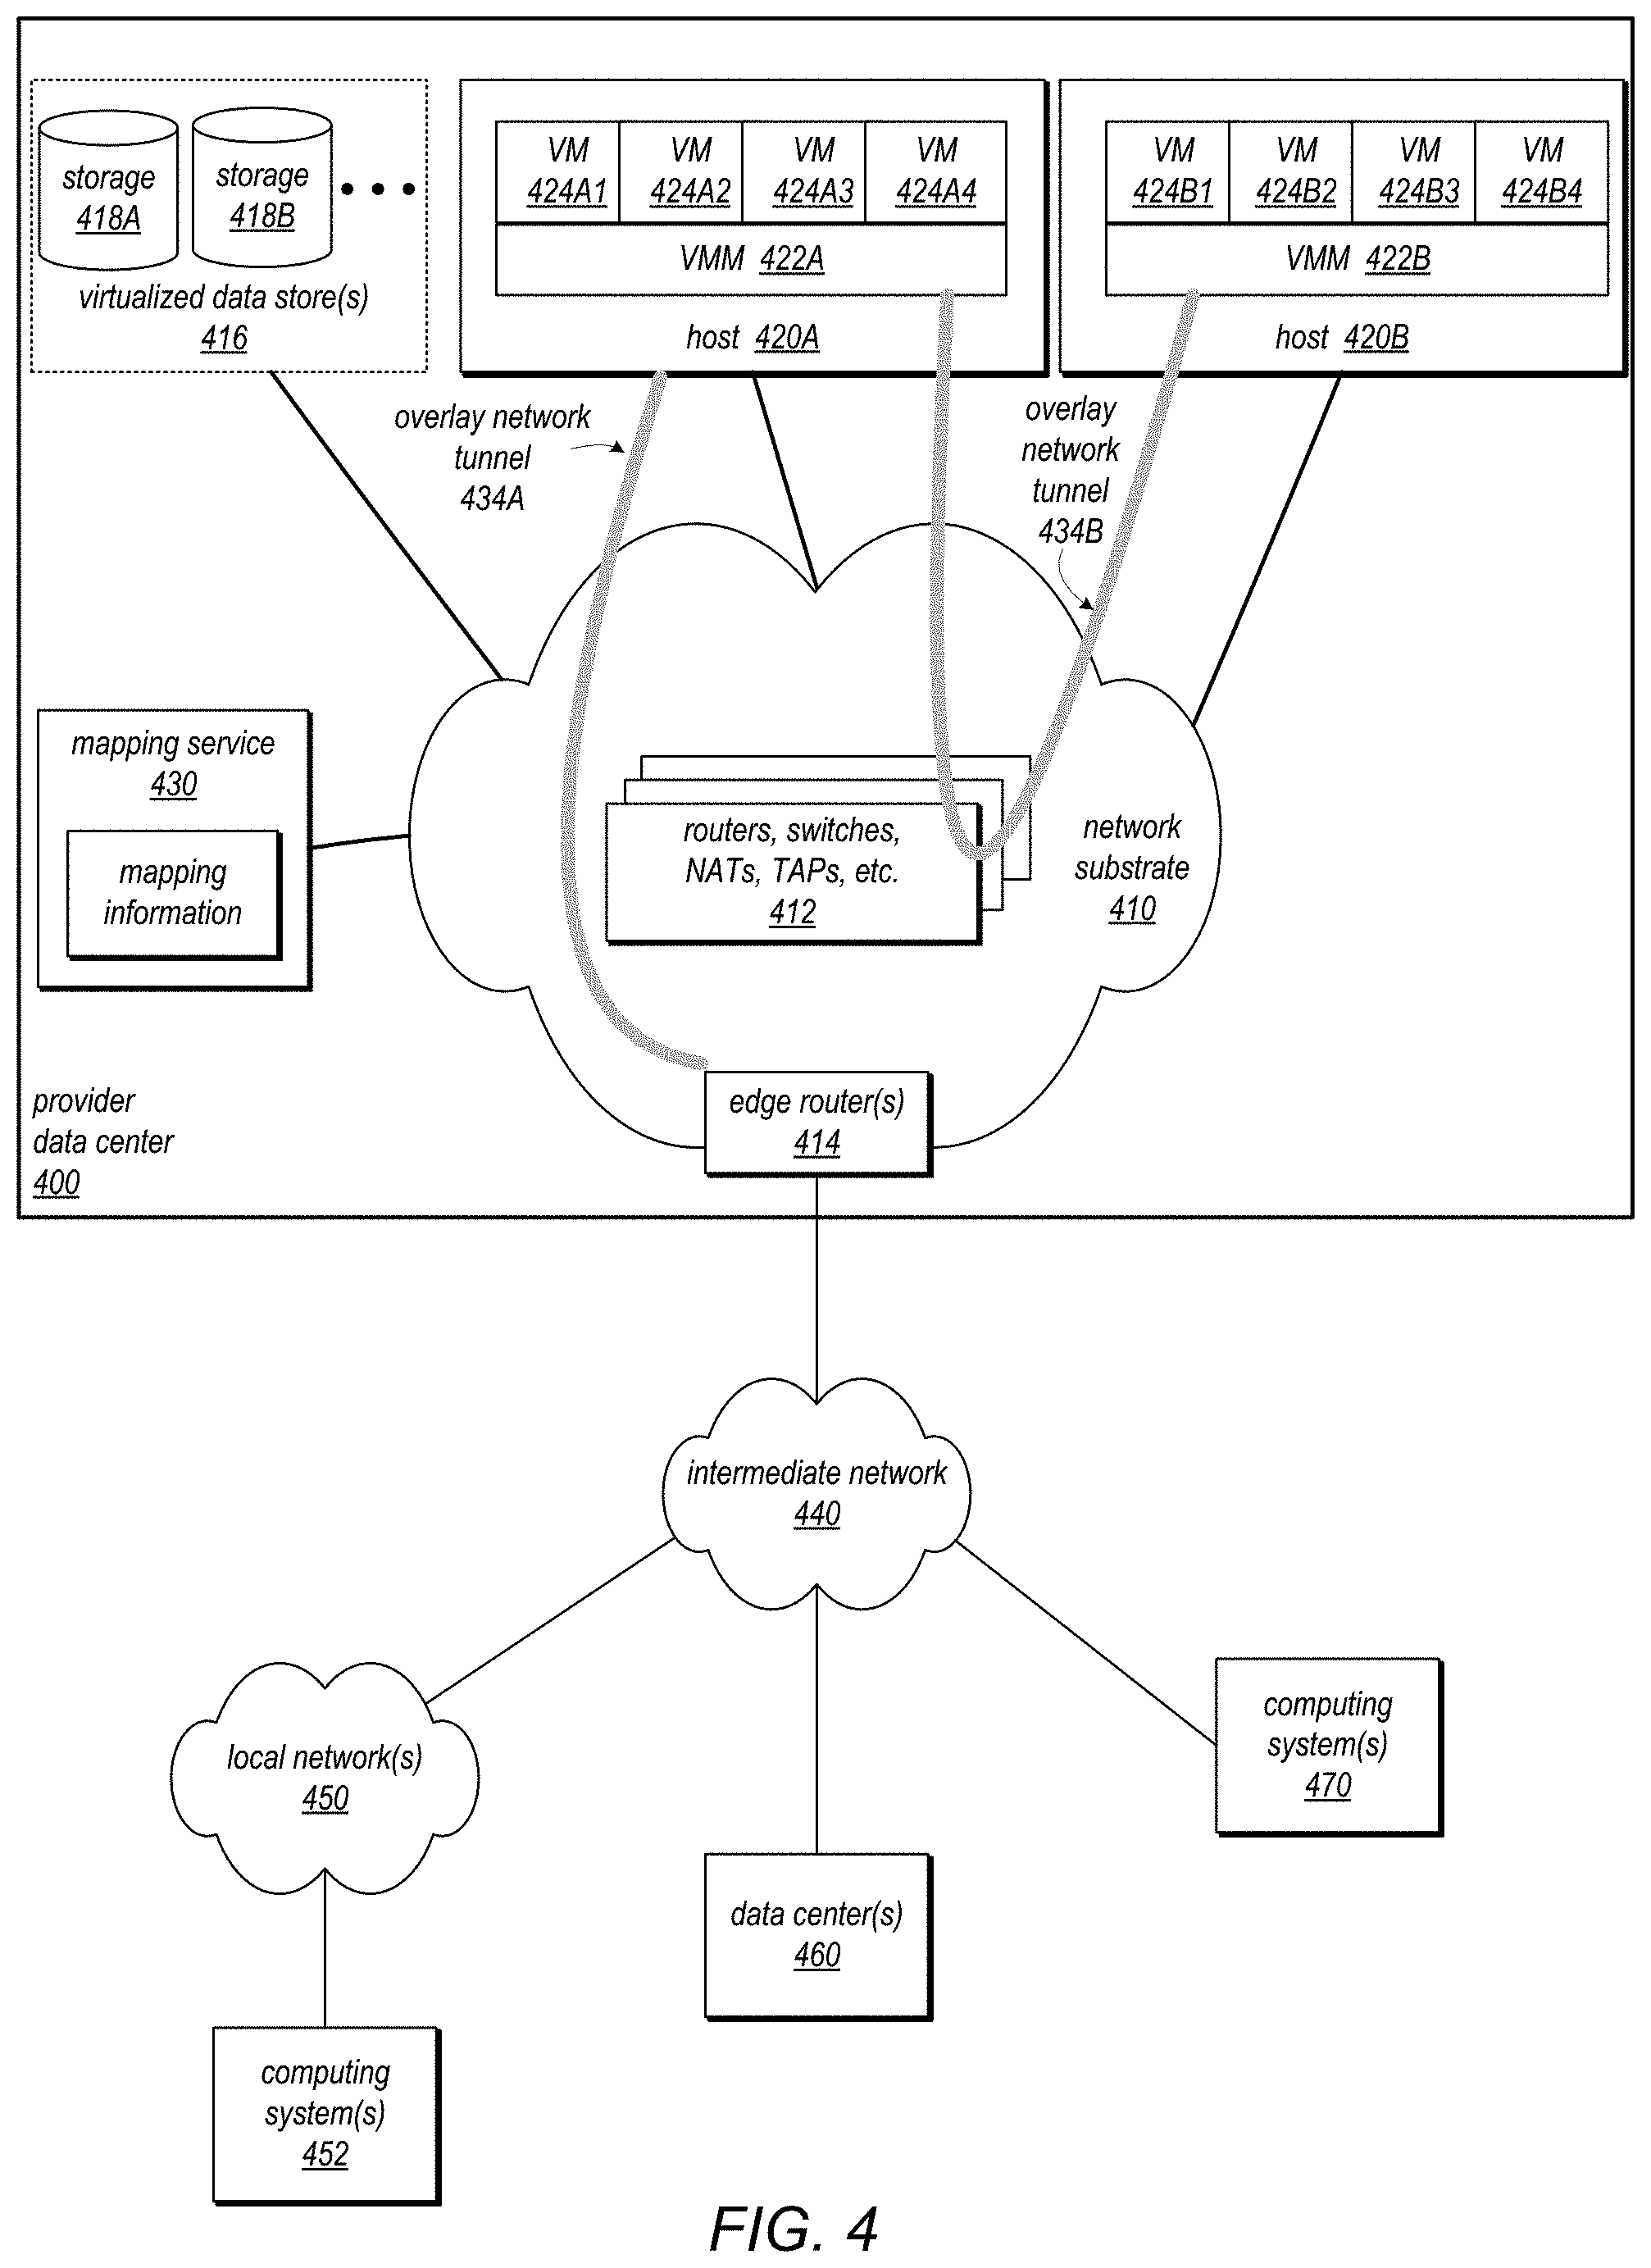 storage
418A
storage
418B
virtualized data store(s)
416
VM
424A1
VM
424A2
VM
424A3
VM
424A4
VMM 422A
host 420A
VM
424B1
VM
424B2
VM
424B3
VM
424B4
VMM 422B
host 420B
overlay network
tunnel
434A
overlay
network
tunnel
434B
mapping service
430
mapping
information
routers, switches,
NATs, TAPs, etc.
412
network
substrate
410
edge router(s)
414
provider
data center
400
intermediate network
440
local network(s)
450
computing
system(s)
470
data center(s)
460
computing
system(s)
452
FIG. 4